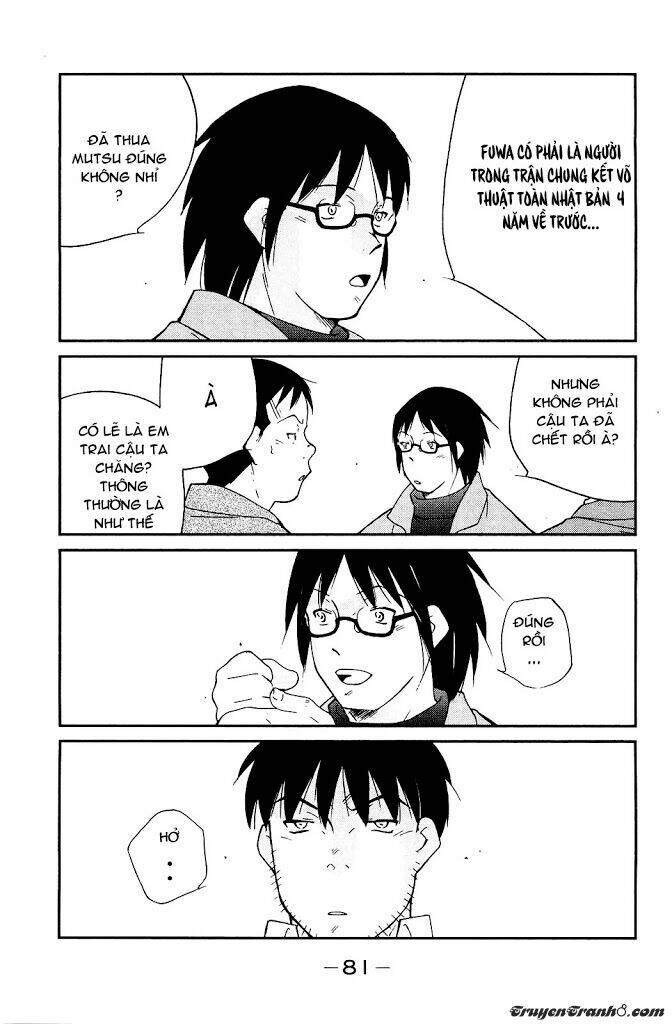 FUWA CÓ PHẢI LÀ NGƯỜI
TRONG TRẬN CHUNG KẾT VÕ
THUẬT TOÀN NHẬT BẢN 4
NĂM VỀ TRƯỚC...
ĐÃ THUA
MUTSU ĐÚNG
KHÔNG NHỈ
?
NHƯNG
KHÔNG PHẢI
CẬU TA ĐÃ
CHẾT RỒI À?
À
CÓ LẼ LÀ EM
TRAI CẬU TA
CHĂNG?
THÔNG
THƯỜNG LÀ
NHƯ THẾ
ĐÚNG
RỒI
...
HỞ
..
-81-
TruyenTranh8.com